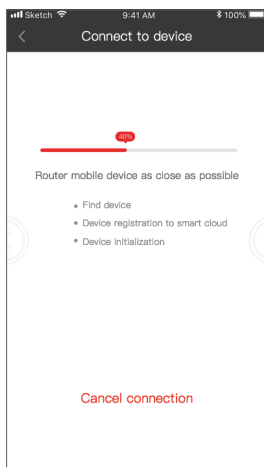 Sketch 9:41 AM 100%
Connect to device
40%
Router mobile device as close as possible
Find device
Device registration to smart cloud
Device initialization
Cancel connection